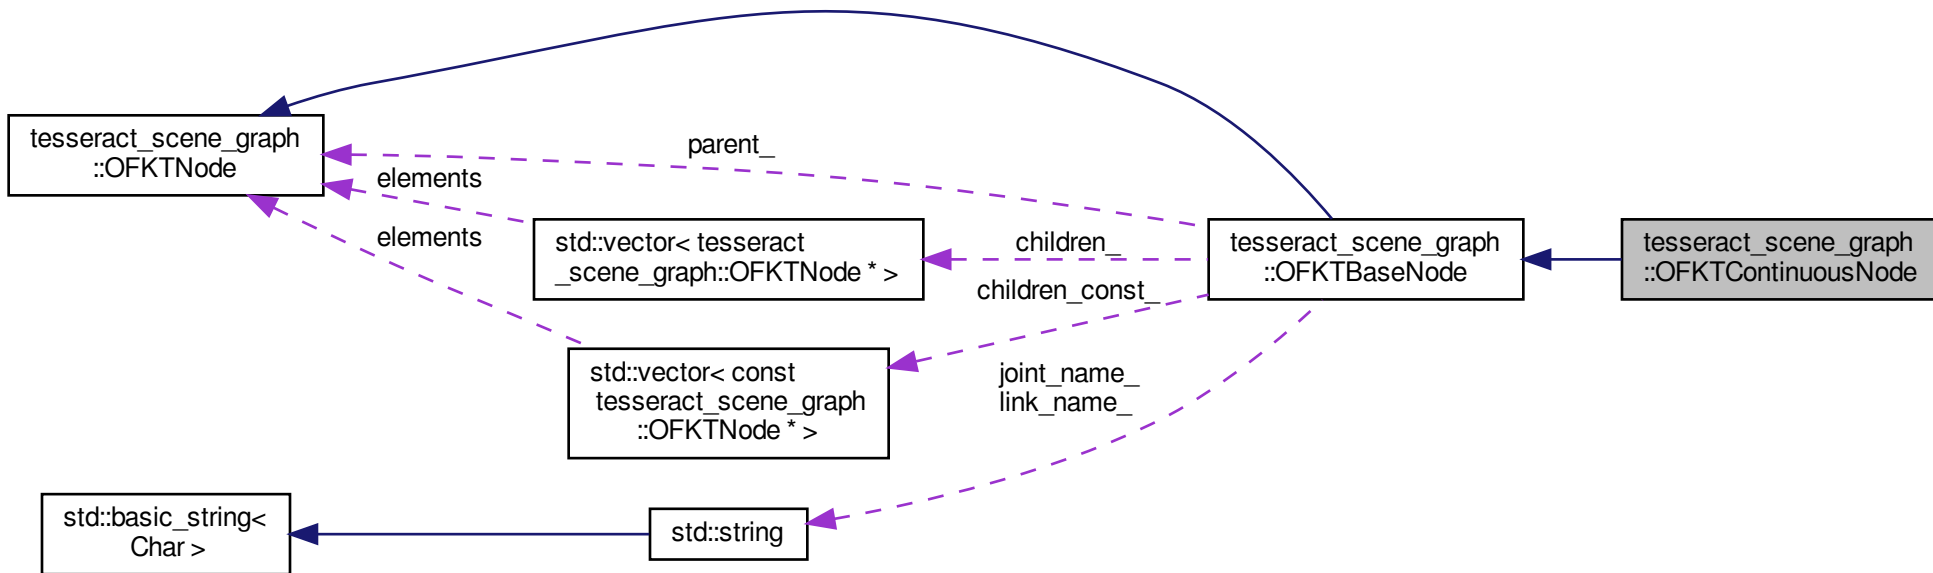 tesseract_scene_graph
::OFKTNode
parent_
elements
elements
std::vector< tesseract
_scene_graph::OFKTNode * >
children_
children_const_
tesseract_scene_graph
::OFKTBaseNode
tesseract_scene_graph
::OFKTContinuousNode
std::vector< const
tesseract_scene_graph
::OFKTNode * >
joint_name_
link_name_
std::basic_string<
Char >
std::string